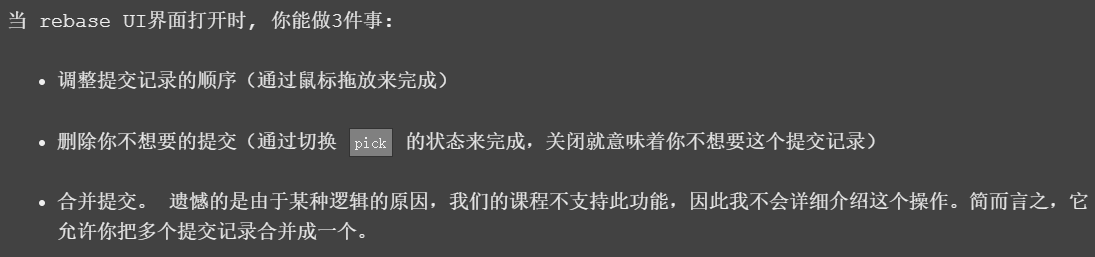 当 rebase UI界面打开时, 你能做3件事:
• 调整提交记录的顺序（通过鼠标拖放来完成）
• 删除你不想要的提交（通过切换 pick 的状态来完成，关闭就意味着你不想要这个提交记录）
• 合并提交。 遗憾的是由于某种逻辑的原因，我们的课程不支持此功能，因此我不会详细介绍这个操作。简而言之，它
允许你把多个提交记录合并成一个。